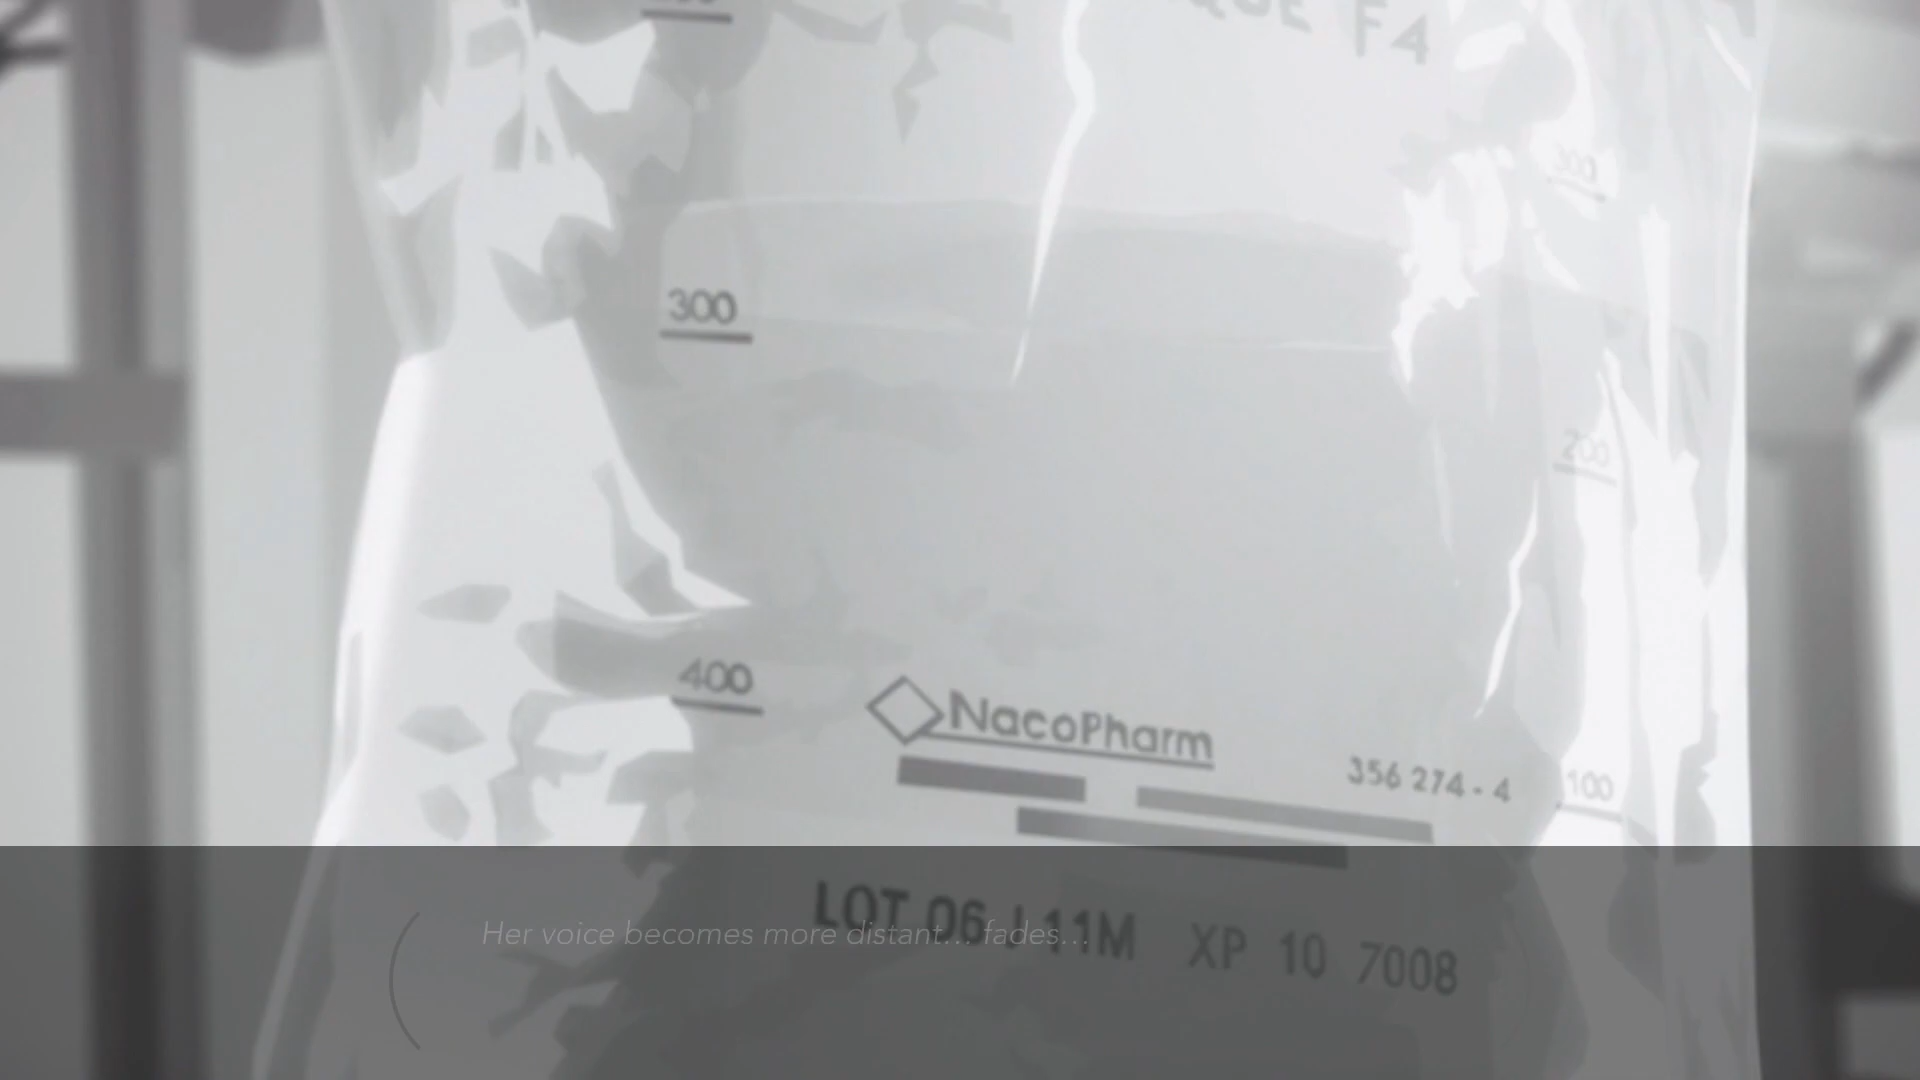 F4
300
300
200
400
NacoPharm
356 274 - 4
100
LOT 06 J 11M XP 10 7008
Her voice becomes more distant... fades...